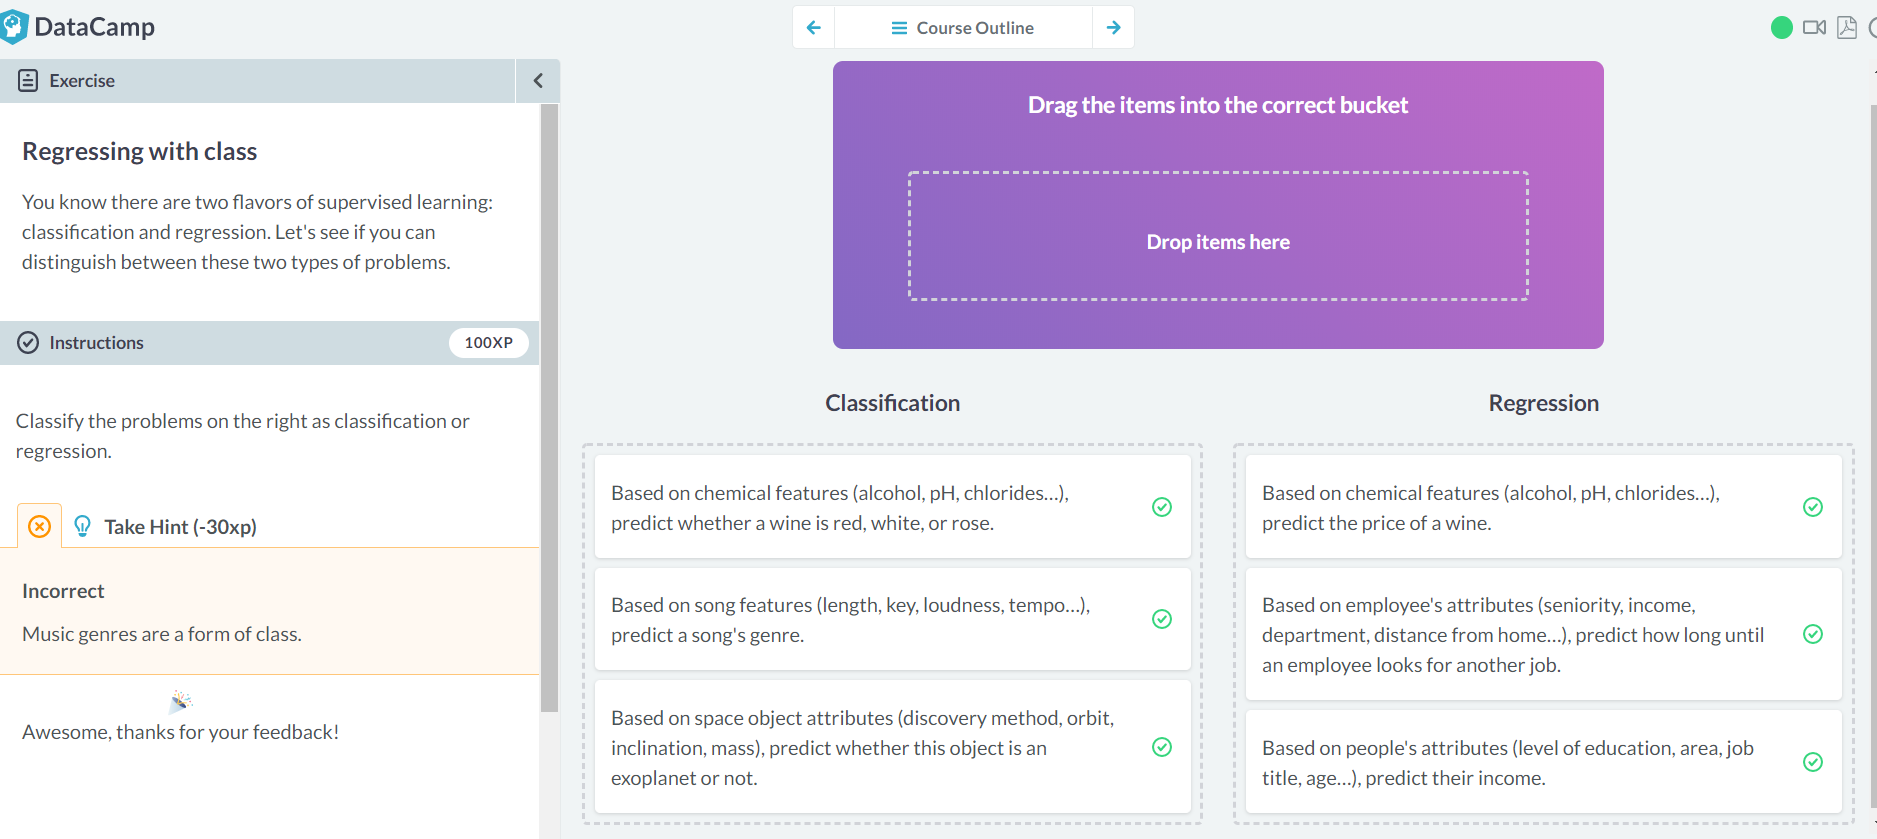 DataCamp
Course Outline
Exercise
Regressing with class
You know there are two flavors of supervised learning:
classification and regression. Let's see if you can
distinguish between these two types of problems.
Instructions
100XP
Classify the problems on the right as classification or
regression.
Take Hint (-30xp)
Incorrect
Music genres are a form of class.
Awesome, thanks for your feedback!
Drag the items into the correct bucket
Drop items here
Classification
Based on chemical features (alcohol, pH, chlorides...),
predict whether a wine is red, white, or rose.
Based on song features (length, key, loudness, tempo...),
predict a song's genre.
Based on space object attributes (discovery method, orbit,
inclination, mass), predict whether this object is an
exoplanet or not.
Regression
Based on chemical features (alcohol, pH, chlorides...),
predict the price of a wine.
Based on employee's attributes (seniority, income,
department, distance from home...), predict how long until
an employee looks for another job.
Based on people's attributes (level of education, area, job
title, age...), predict their income.